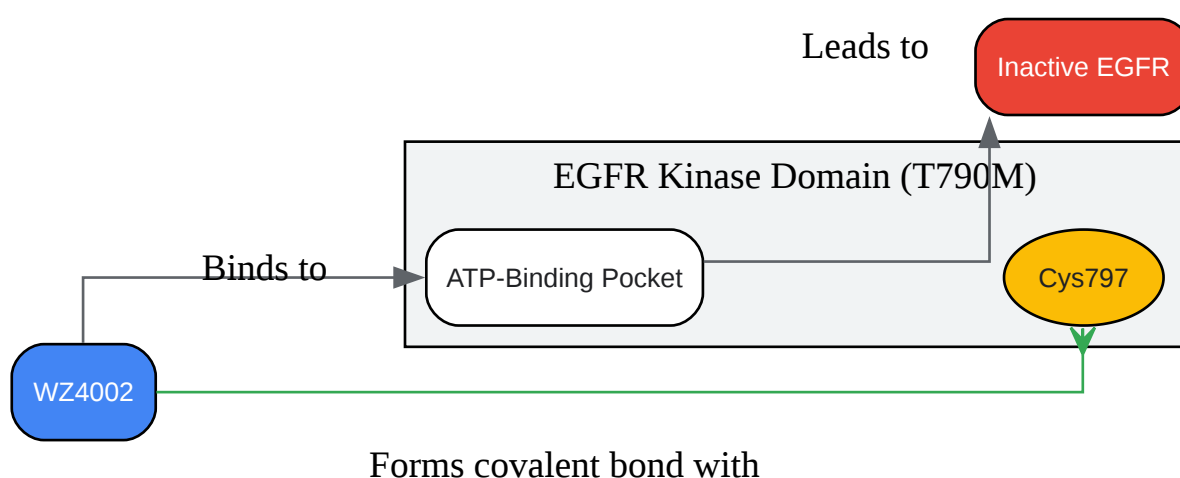 Leads to
Inactive EGFR
EGFR Kinase Domain (T790M)
Binds to
ATP-Binding Pocket
Cys797
WZ4002
Forms covalent bond with